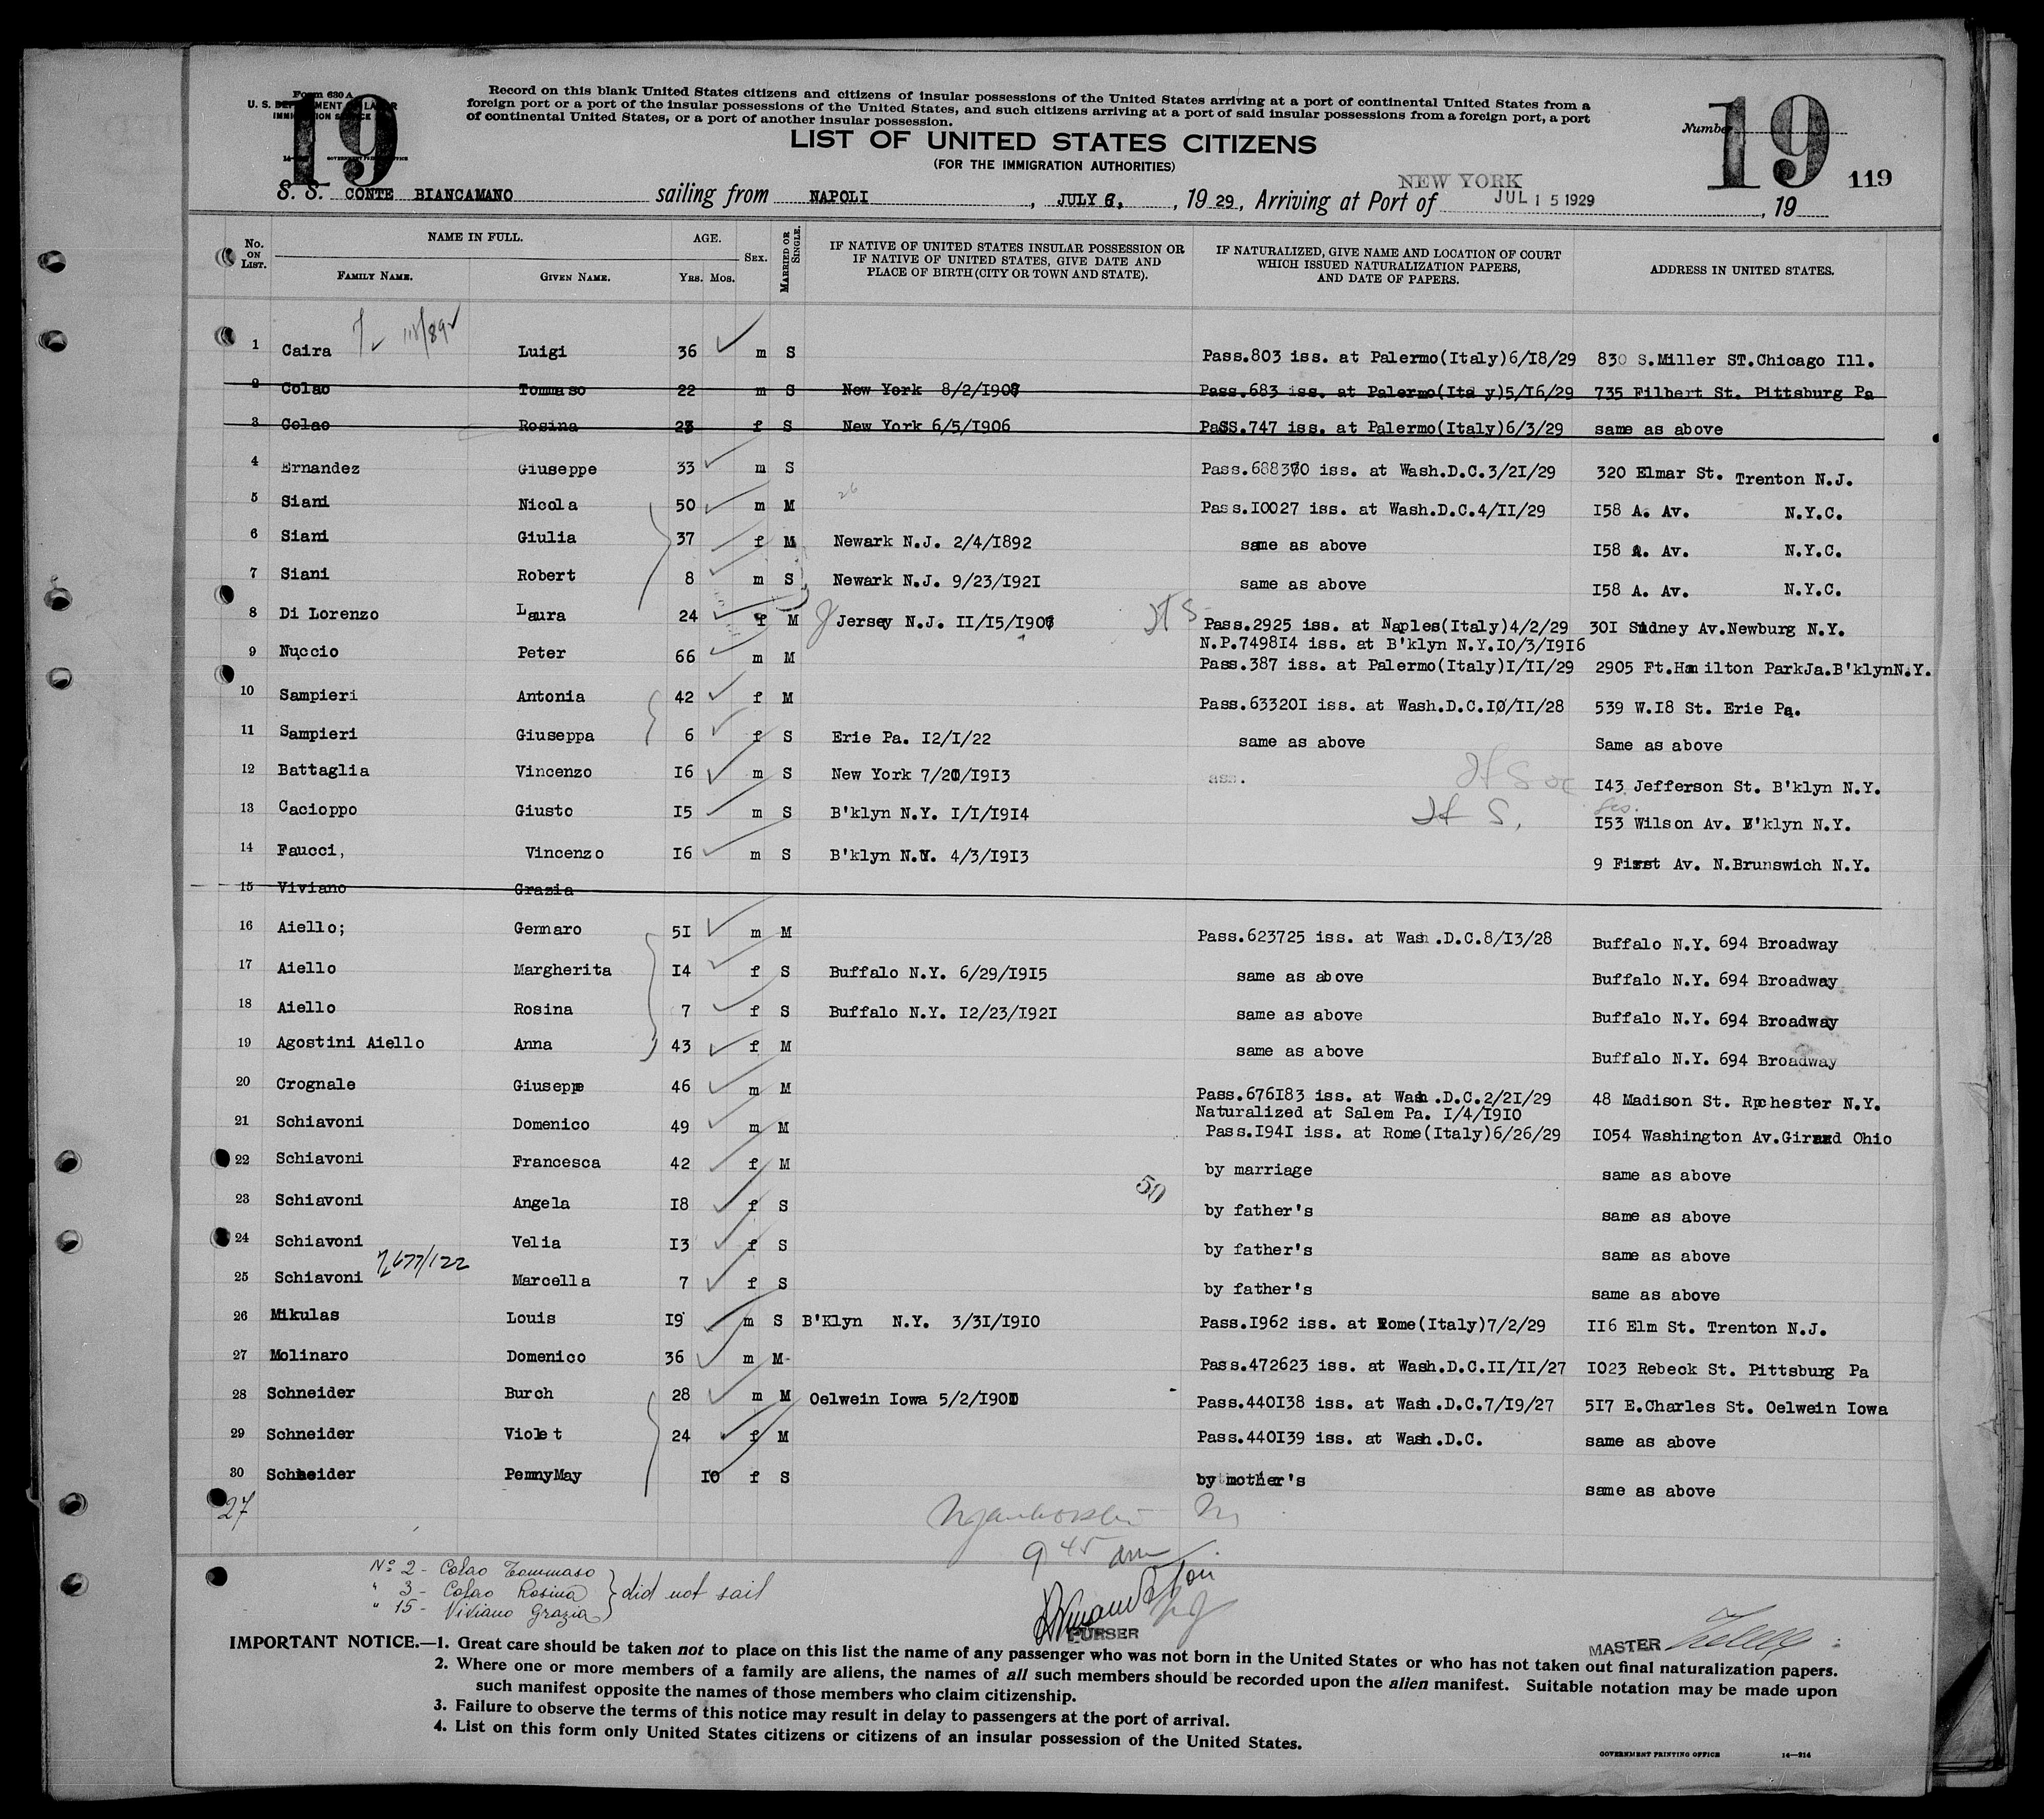 Form 630 A
U. S. DEPARTMENT OF LABOR
IMMIGRATION SERVICE
14— GOVERNMENT PRINTING OFFICE
19
Record on this blank United States citizens and citizens of insular possessions of the United States arriving at a port of continental United States from a
foreign port or a port of the insular possessions of the United States, and such citizens arriving at a port of said insular possessions from a foreign port, a port
of continental United States, or a port of another insular possession.
Number 19
119
LIST OF UNITED STATES CITIZENS
(FOR THE IMMIGRATION AUTHORITIES)
S. S. CONTE BIANCAMANO sailing from NAPOLI, JULY 6, 19 29, Arriving at Port of NEW YORK JUL 15 1929, 19
No. ON LIST. NAME IN FULL. FAMILY NAME. GIVEN NAME. AGE. YRS. MOS. SEX. MARRIED OR SINGLE. IF NATIVE OF UNITED STATES INSULAR POSSESSION OR IF NATIVE OF UNITED STATES, GIVE DATE AND PLACE OF BIRTH (CITY OR TOWN AND STATE). IF NATURALIZED, GIVE NAME AND LOCATION OF COURT WHICH ISSUED NATURALIZATION PAPERS, AND DATE OF PAPERS. ADDRESS IN UNITED STATES.
1 Caira Luigi 36 m S Pass.803 iss. at Palermo(Italy)6/18/29 830 S.Miller ST.Chicago Ill.
2 Colao Tommaso 22 m S New York 8/2/1908 Pass.683 iss. at Palermo(Ita y)5/16/29 735 Filbert St. Pittsburg Pa
3 Colao Rosina 23 f S New York 6/5/1906 PaSS.747 iss. at Palermo(Italy)6/3/29 same as above
4 Ernandez Giuseppe 33 m S Pass.688370 iss. at Wash.D.C.3/21/29 320 Elmar St. Trenton N.J.
5 Siani Nicola 50 m M 26 Pass.10027 iss. at Wash.D.C.4/11/29 158 A. Av. N.Y.C.
6 Siani Giulia 37 f M Newark N.J. 2/4/1892 same as above 158 A. Av. N.Y.C.
7 Siani Robert 8 m S Newark N.J. 9/23/1921 same as above 158 A. Av. N.Y.C.
8 Di Lorenzo Laura 24 f M Jersey N.J. 11/15/190 Pass.2925 iss. at Naples(Italy)4/2/29 301 Sidney Av.Newburg N.Y.
9 Nuccio Peter 66 m M N.P.749814 iss. at B'klyn N.Y.10/3/1916
Pass.387 iss. at Palermo(Italy)1/11/29 2905 Ft.Hamilton ParkJa.B'klynN.Y.
10 Sampieri Antonia 42 f M Pass.633201 iss. at Wash.D.C.10/11/28 539 W.18 St. Erie Pa.
11 Sampieri Giuseppa 6 f S Erie Pa. 12/1/22 same as above Same as above
12 Battaglia Vincenzo 16 m S New York 7/20/1913 ass. 143 Jefferson St. B'klyn N.Y.
13 Cacioppo Giusto 15 m S B'klyn N.Y. 1/1/1914 153 Wilson Av. B'klyn N.Y.
14 Faucci, Vincenzo 16 m S B'klyn N.Y. 4/3/1913 9 First Av. N.Brunswich N.Y.
15 Viviano Grazia
16 Aiello; Gennaro 51 m M Pass.623725 iss. at Wash.D.C.8/13/28 Buffalo N.Y. 694 Broadway
17 Aiello Margherita 14 f S Buffalo N.Y. 6/29/1915 same as above Buffalo N.Y. 694 Broadway
18 Aiello Rosina 7 f S Buffalo N.Y. 12/23/1921 same as above Buffalo N.Y. 694 Broadway
19 Agostini Aiello Anna 43 f M same as above Buffalo N.Y. 694 Broadway
20 Crognale Giuseppe 46 m M Pass.676183 iss. at Wash.D.C.2/21/29 48 Madison St. Rochester N.Y.
21 Schiavoni Domenico 49 m M Naturalized at Salem Pa. 1/4/1910
Pass.1941 iss. at Rome(Italy)6/26/29 1054 Washington Av.Girard Ohio
22 Schiavoni Francesca 42 f M by marriage same as above
50
23 Schiavoni Angela 18 f S by father's same as above
24 Schiavoni Velia 13 f S by father's same as above
677/122
25 Schiavoni Marcella 7 f S by father's same as above
26 Mikulas Louis 19 m S B'Klyn N.Y. 3/31/1910 Pass.1962 iss. at Rome(Italy)7/2/29 116 Elm St. Trenton N.J.
27 Molinaro Domenico 36 m M Pass.472623 iss. at Wash.D.C.11/11/27 1023 Rebeck St. Pittsburg Pa
28 Schneider Burch 28 m M Oelwein Iowa 5/2/190 Pass.440138 iss. at Wash.D.C.7/19/27 517 E.Charles St. Oelwein Iowa
29 Schneider Violet 24 f M Pass.440139 iss. at Wash.D.C. same as above
30 Schneider PennyMay 10 f S by mother's same as above
27
9 45 am
No 2 - Colao Tommaso
" 3 - Colao Rosina } did not sail
" 15 - Viviano Grazia
PURSER
MASTER
IMPORTANT NOTICE.—1. Great care should be taken not to place on this list the name of any passenger who was not born in the United States or who has not taken out final naturalization papers.
2. Where one or more members of a family are aliens, the names of all such members should be recorded upon the alien manifest. Suitable notation may be made upon
such manifest opposite the names of those members who claim citizenship.
3. Failure to observe the terms of this notice may result in delay to passengers at the port of arrival.
4. List on this form only United States citizens or citizens of an insular possession of the United States.
GOVERNMENT PRINTING OFFICE 14—914